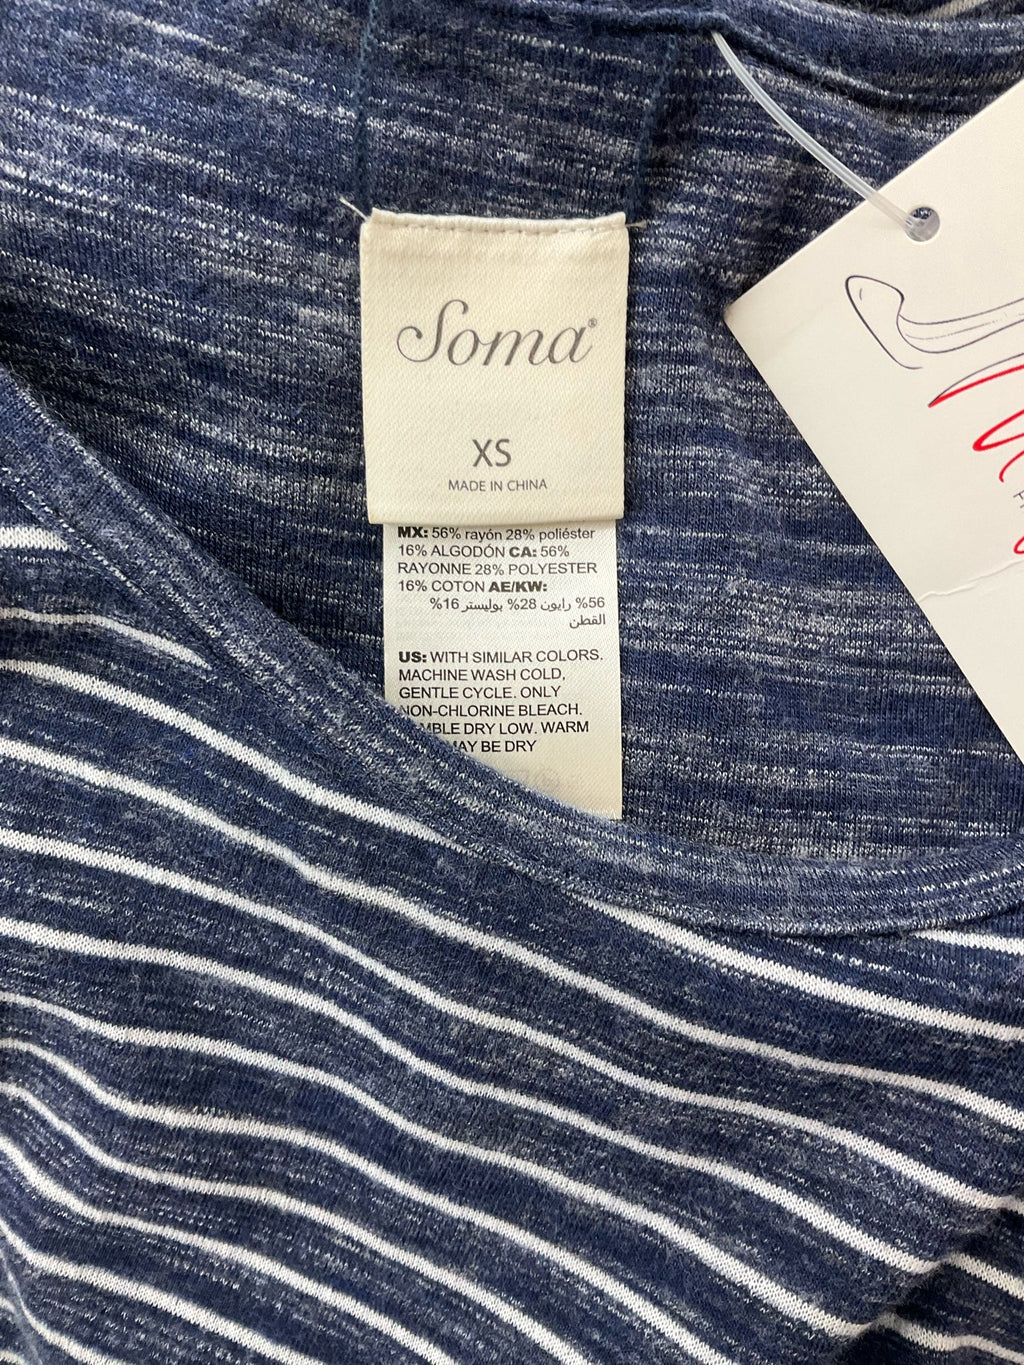 Soma®
XS
MADE IN CHINA
MX: 56% rayón 28% poliéster
16% ALGODÓN CA: 56%
RAYONNE 28% POLYESTER
16% COTON AE/KW:
56% رايون 28% بوليستر 16%
القطن
US: WITH SIMILAR COLORS.
MACHINE WASH COLD,
GENTLE CYCLE. ONLY
NON-CHLORINE BLEACH.
DRY LOW. WARM
MAY BE DRY